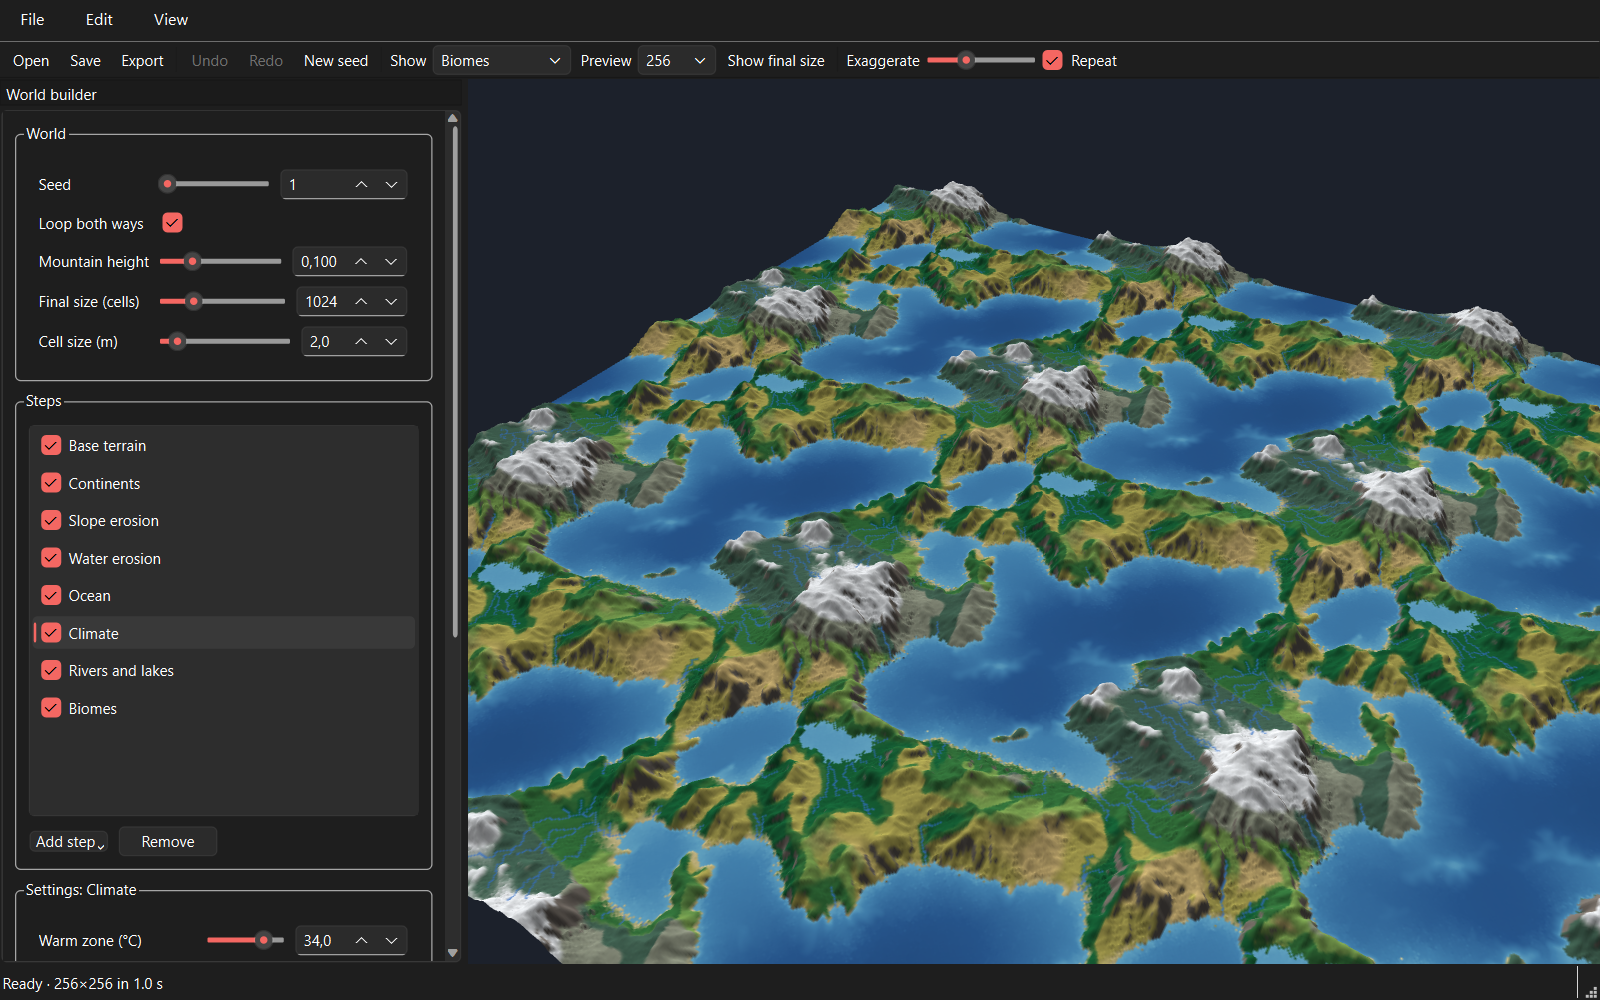 File Edit View
Open Save Export Undo Redo New seed Show Biomes Preview 256 Show final size Exaggerate Repeat
World builder
World
Seed 1
Loop both ways
Mountain height 0,100
Final size (cells) 1024
Cell size (m) 2,0
Steps
Base terrain
Continents
Slope erosion
Water erosion
Ocean
Climate
Rivers and lakes
Biomes
Add step Remove
Settings: Climate
Warm zone (°C) 34,0
Ready · 256×256 in 1.0 s